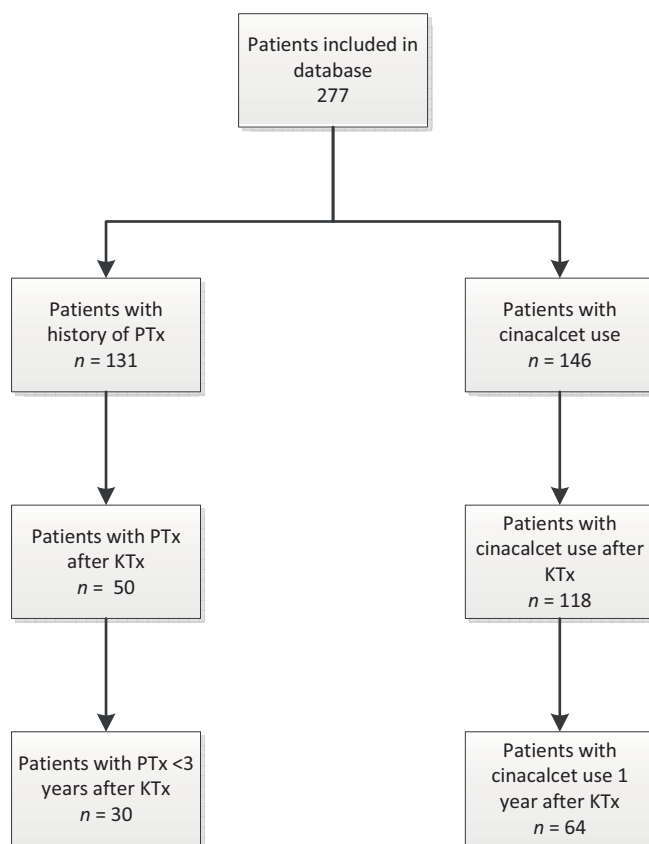 Patients included in
database
277
Patients with
history of PTx
n = 131
Patients with
cinacalcet use
n = 146
Patients with PTx
after KTx
n = 50
Patients with
cinacalcet use after
KTx
n = 118
Patients with PTx <3
years after KTx
n = 30
Patients with
cinacalcet use 1
year after KTx
n = 64